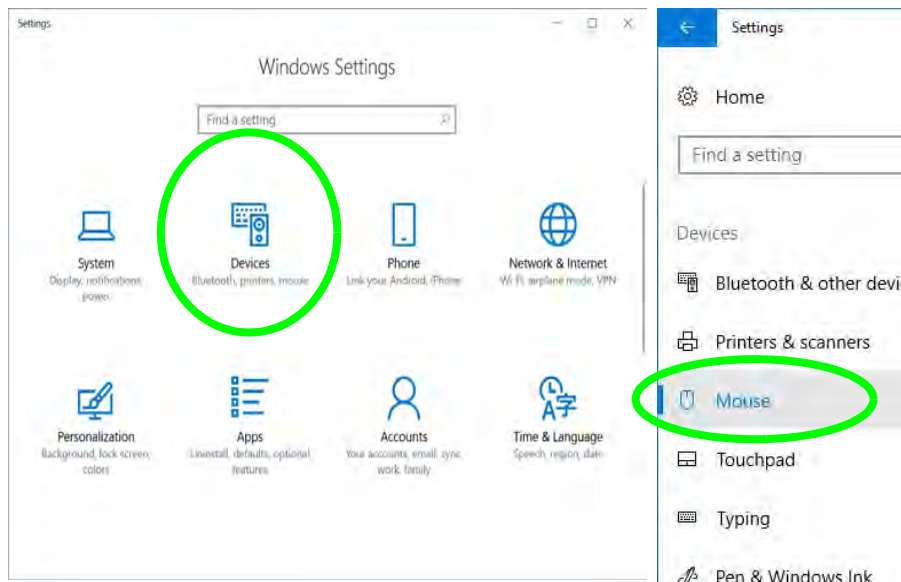 Settings
Windows Settings
Find a setting
System
Display, notifications,
power
Devices
Bluetooth, printers, mouse
Phone
Link your Android, iPhone
Network & Internet
Wi-Fi, airplane mode, VPN
Personalization
Background, lock screen,
colors
Apps
Uninstall, defaults, optional
features
Accounts
Your accounts, email, sync,
work, family
Time & Language
Speech, region, date
A字
Settings
Home
Find a setting
Devices
Bluetooth & other devi
Printers & scanners
Mouse
Touchpad
Typing
Pen & Windows Ink